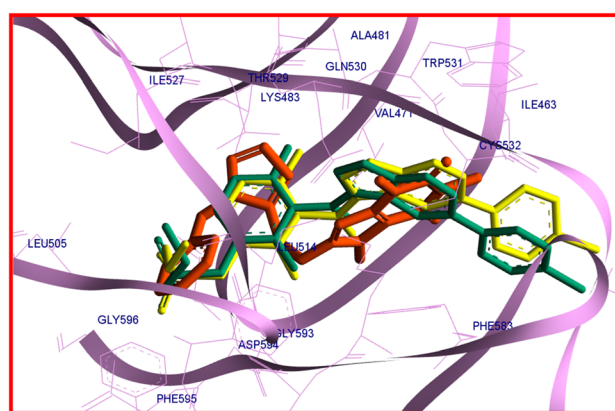 ALA481
TRP531
GLN530
ILE527
THR529
LYS483
ILE463
VAL471
CYS532
LEU505
LEU514
GLY596
PHE583
GLY593
ASP594
PHE595